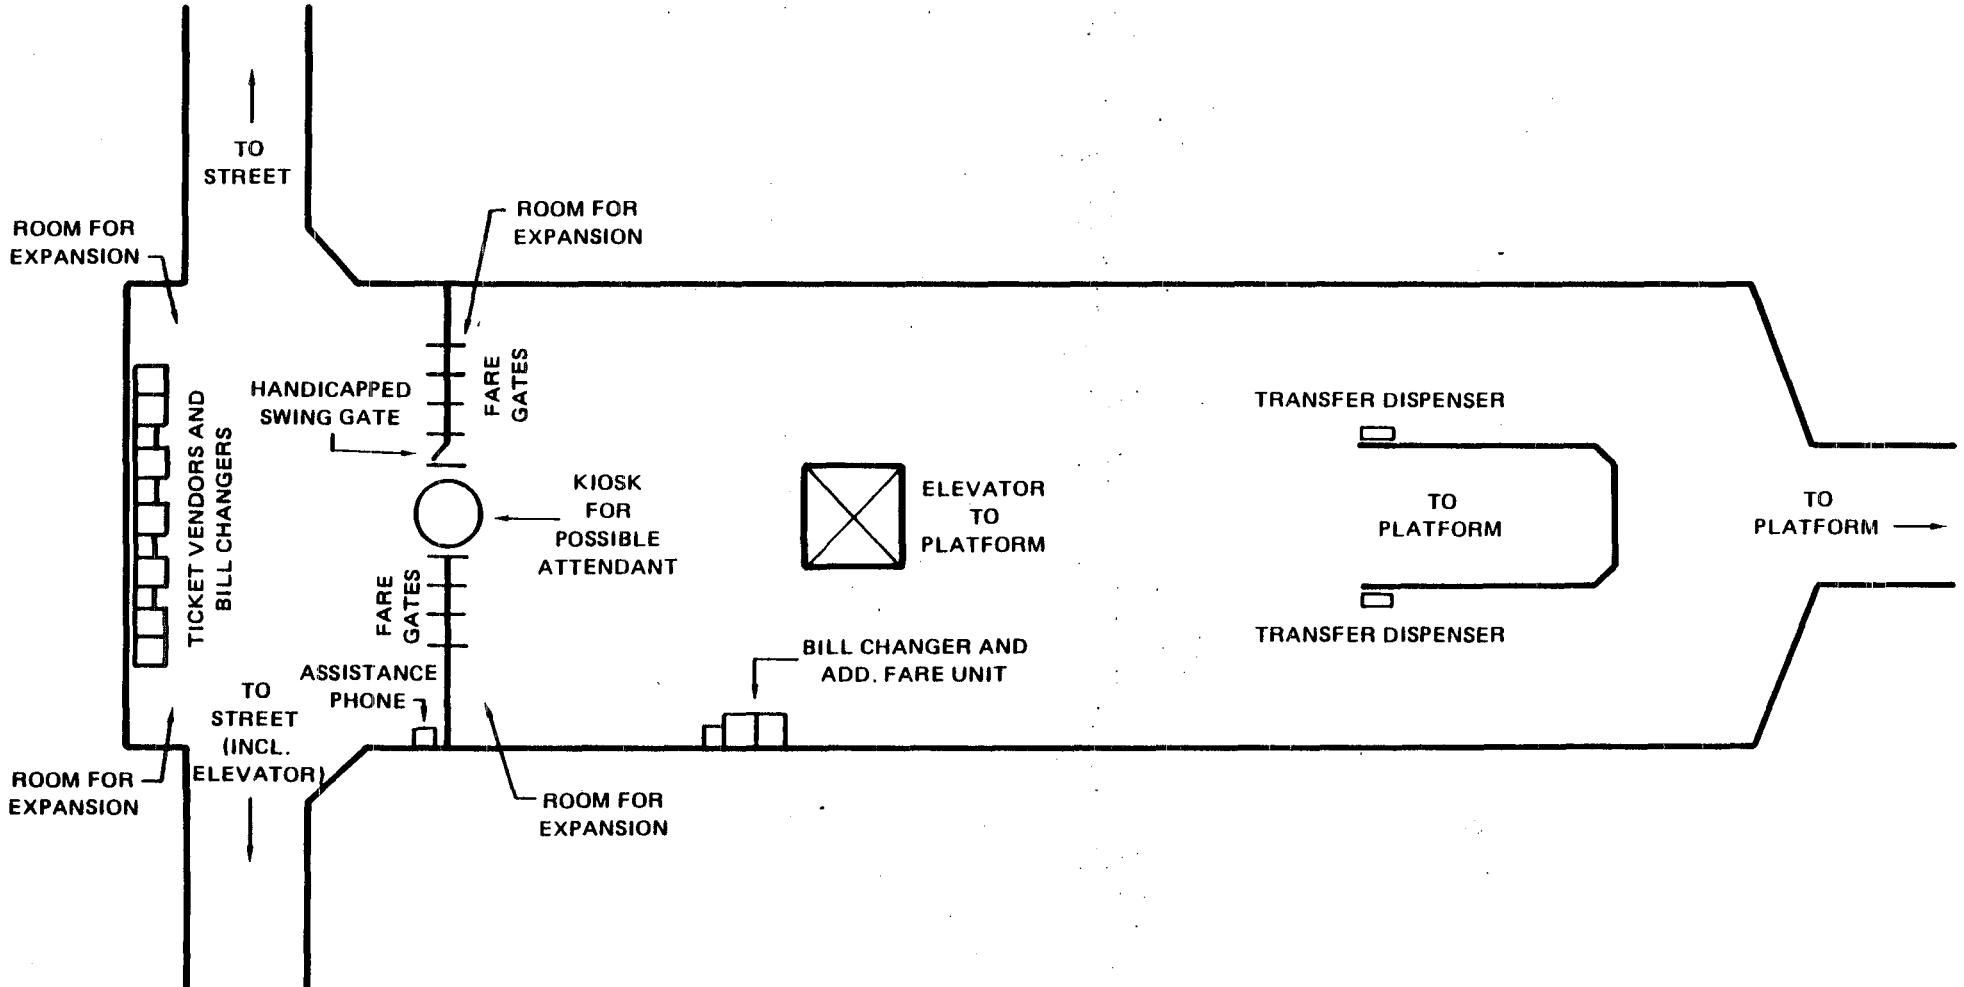 TO
STREET
ROOM FOR
EXPANSION
ROOM FOR
EXPANSION
HANDICAPPED
SWING GATE
FARE
GATES
TICKET VENDORS AND
BILL CHANGERS
KIOSK
FOR
POSSIBLE
ATTENDANT
ELEVATOR
TO
PLATFORM
TRANSFER DISPENSER
TO
PLATFORM
TO
PLATFORM
TRANSFER DISPENSER
FARE
GATES
BILL CHANGER AND
ADD. FARE UNIT
ASSISTANCE
PHONE
TO
STREET
(INCL.
ELEVATOR)
ROOM FOR
EXPANSION
ROOM FOR
EXPANSION